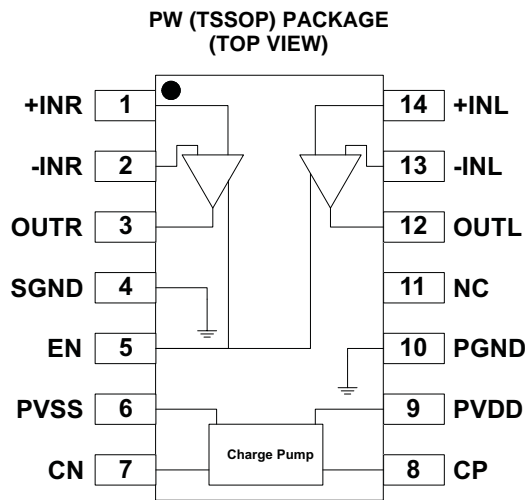 PW (TSSOP) PACKAGE
(TOP VIEW)
+INR 1 14 +INL
-INR 2 13 -INL
OUTR 3 12 OUTL
SGND 4 11 NC
EN 5 10 PGND
PVSS 6 9 PVDD
Charge Pump
CN 7 8 CP